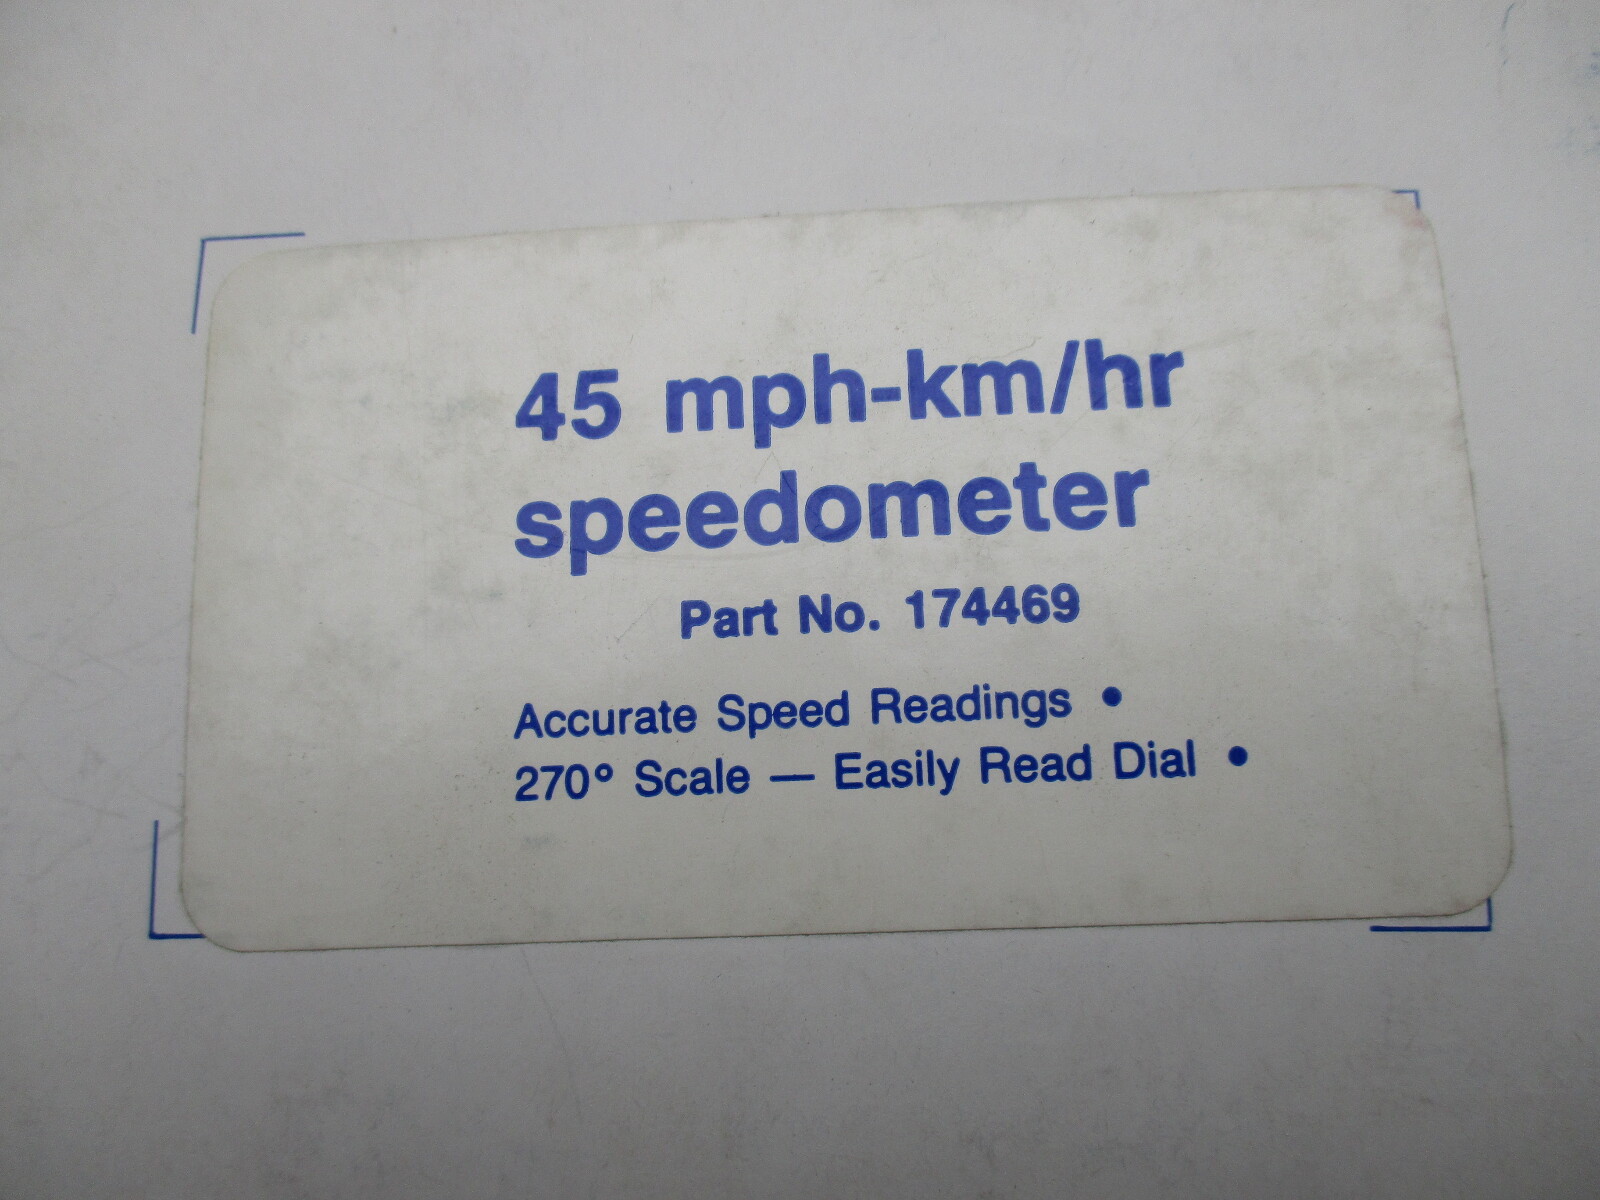 45 mph-km/hr
speedometer
Part No. 174469
Accurate Speed Readings •
270° Scale — Easily Read Dial •